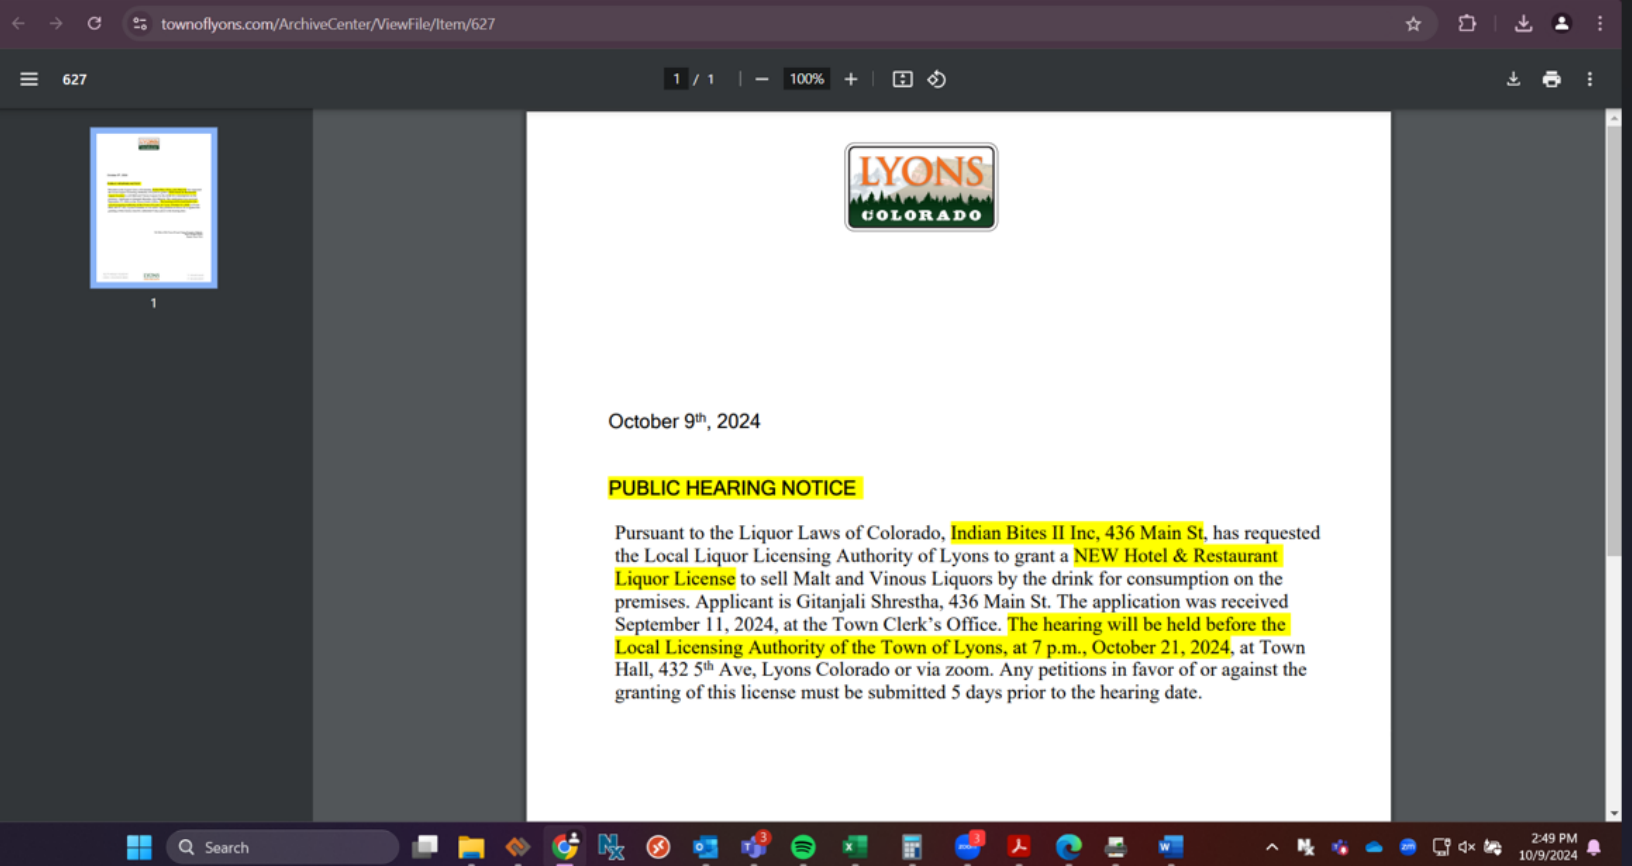 townoflyons.com/ArchiveCenter/ViewFile/Item/627
627
1 / 1
100%
LYONS
COLORADO
1
October 9th, 2024
PUBLIC HEARING NOTICE
Pursuant to the Liquor Laws of Colorado, Indian Bites II Inc, 436 Main St, has requested
the Local Liquor Licensing Authority of Lyons to grant a NEW Hotel & Restaurant
Liquor License to sell Malt and Vinous Liquors by the drink for consumption on the
premises. Applicant is Gitanjali Shrestha, 436 Main St. The application was received
September 11, 2024, at the Town Clerk’s Office. The hearing will be held before the
Local Licensing Authority of the Town of Lyons, at 7 p.m., October 21, 2024, at Town
Hall, 432 5th Ave, Lyons Colorado or via zoom. Any petitions in favor of or against the
granting of this license must be submitted 5 days prior to the hearing date.
Search
3
3
zoom
zm
2:49 PM
10/9/2024